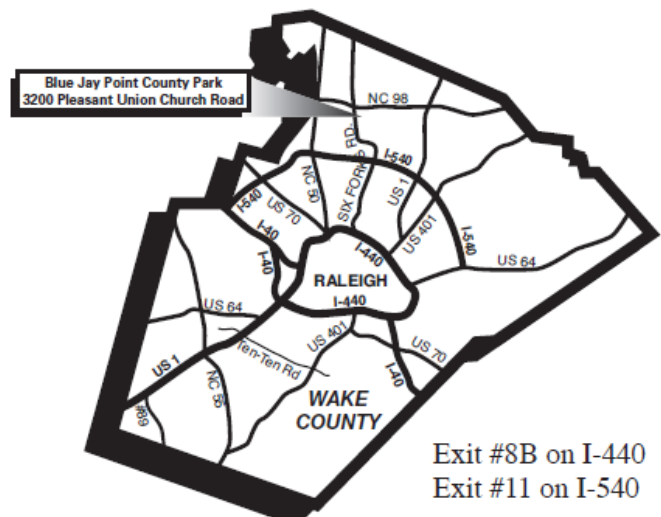 Blue Jay Point County Park
3200 Pleasant Union Church Road
NC 98
I-540
SIX FORKS RD.
NC 50
US 1
US 401
I-540
US 70
I-540
I-40
I-440
I-40
RALEIGH
I-440
US 64
US 64
US 401
US 70
Ten-Ten Rd
US 1
I-40
NC 55
WAKE
COUNTY
Exit #8B on I-440
Exit #11 on I-540